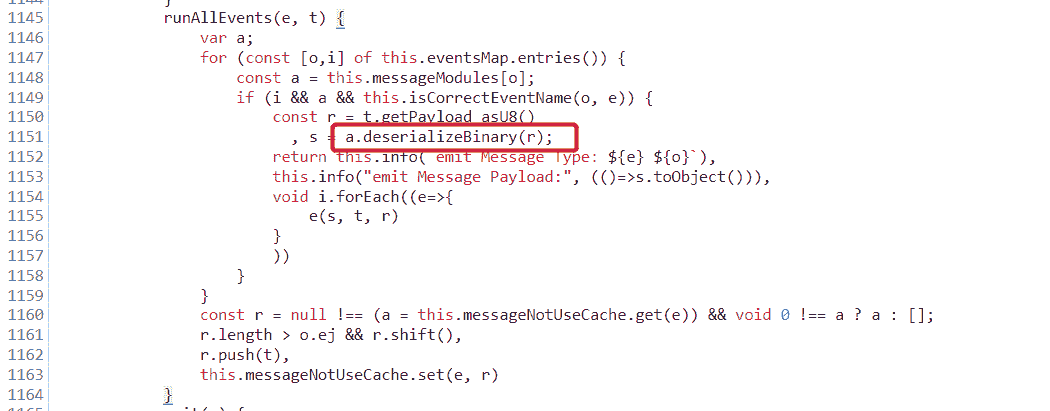 1144 }
1145 runAllEvents(e, t) {
1146 var a;
1147 for (const [o,i] of this.eventsMap.entries()) {
1148 const a = this.messageModules[o];
1149 if (i && a && this.isCorrectEventName(o, e)) {
1150 const r = t.getPayload_asU8()
1151 , s = a.deserializeBinary(r);
1152 return this.info(`emit Message Type: ${e} ${o}`),
1153 this.info("emit Message Payload:", (()=>s.toObject())),
1154 void i.forEach((e=>{
1155 e(s, t, r)
1156 }
1157 ))
1158 }
1159 }
1160 const r = null !== (a = this.messageNotUseCache.get(e)) && void 0 !== a ? a : [];
1161 r.length > o.ej && r.shift(),
1162 r.push(t),
1163 this.messageNotUseCache.set(e, r)
1164 }
1165